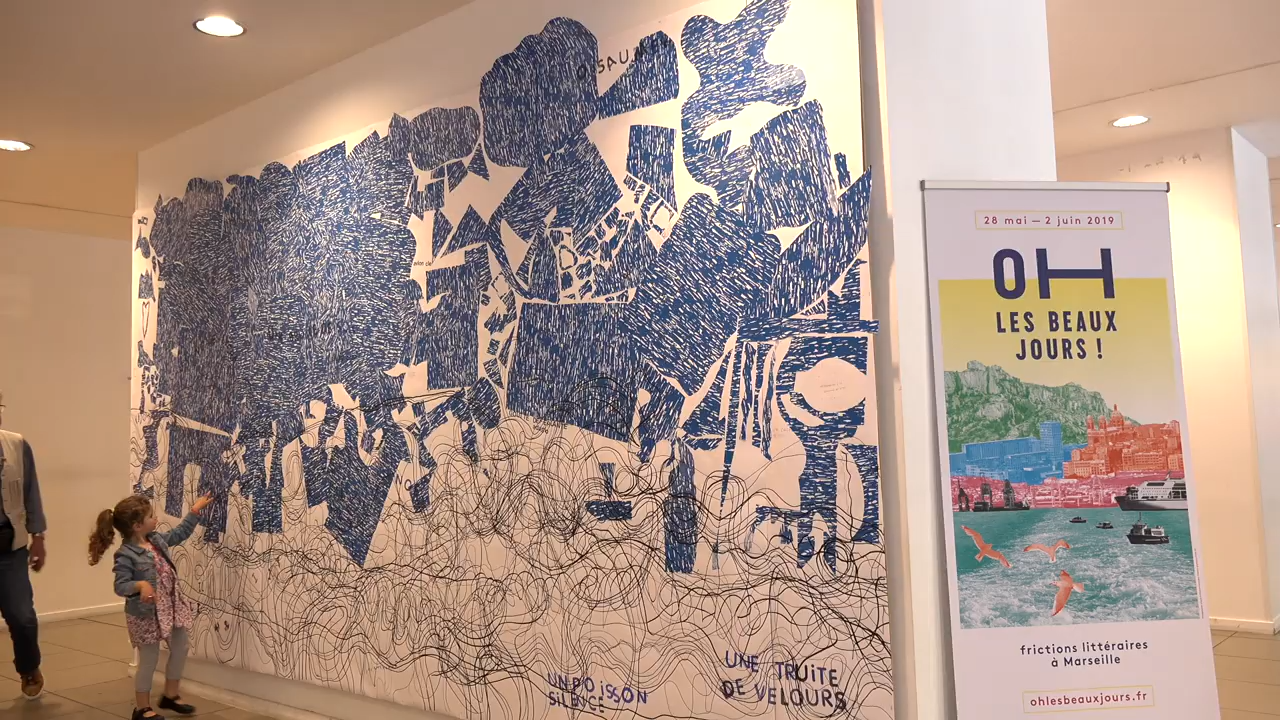 28 mai — 2 juin 2019
OH
LES BEAUX
JOURS !
frictions littéraires
à Marseille
ohlesbeauxjours.fr
UN POISSON
SILENCE
UNE TRUITE
DE VELOURS